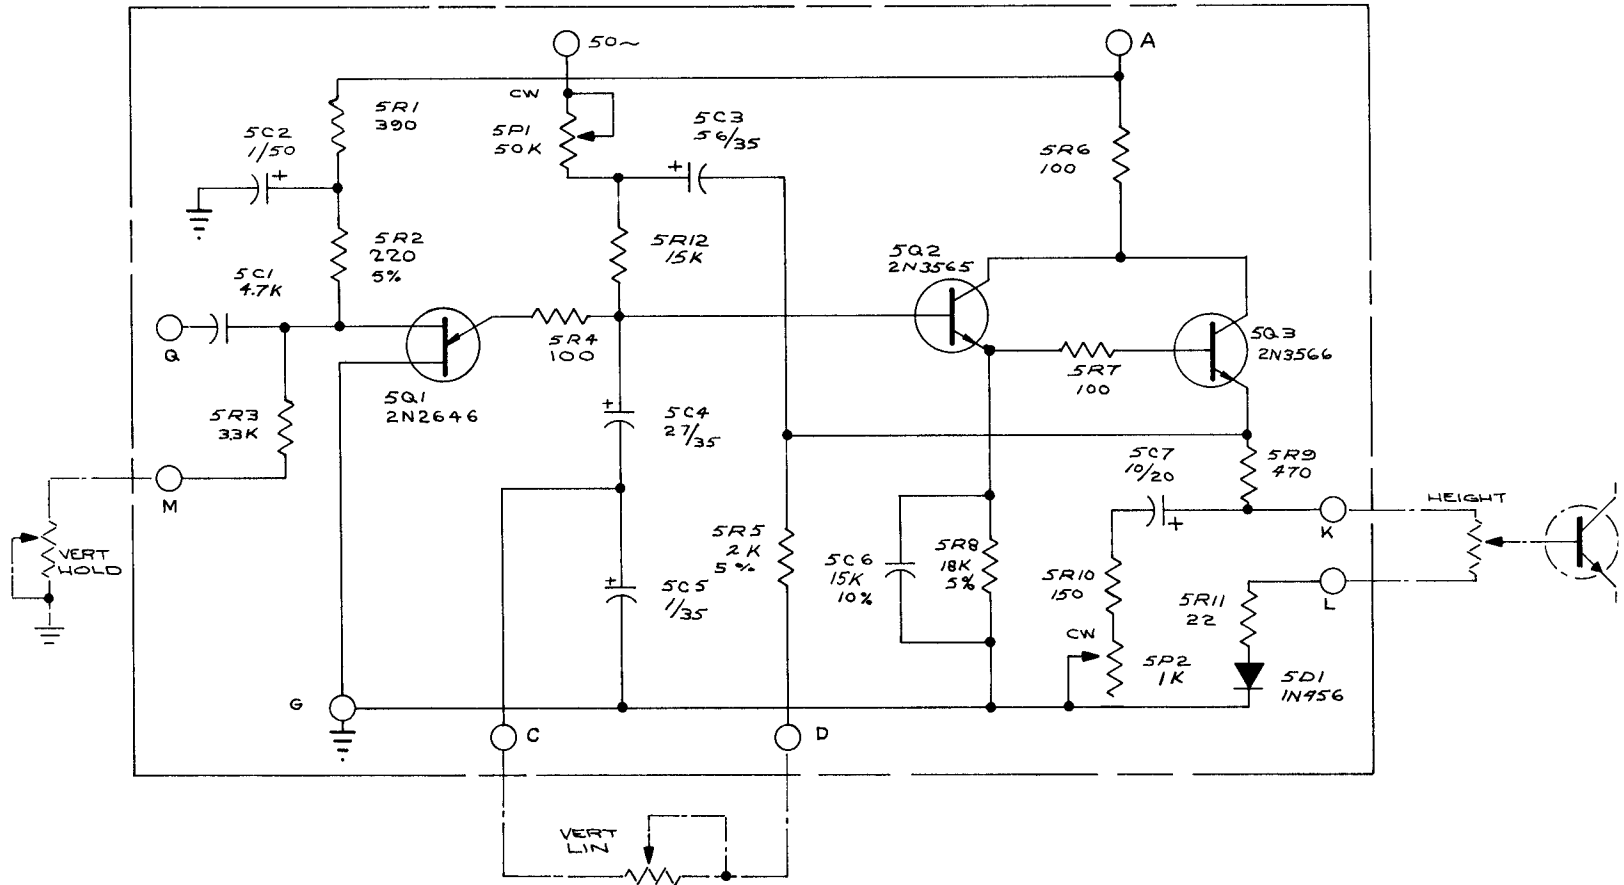 50~
A
CW
5R1
390
5C3
56/35
5P1
50K
5C2
1/50
5R6
100
5R2
220
5%
5R12
15K
5Q2
2N3565
5C1
4.7K
Q
5R4
100
5Q3
2N3566
5R7
100
5Q1
2N2646
5R3
33K
5C4
27/35
5C7
10/20
5R9
470
M
HEIGHT
K
VERT
HOLD
5R5
2K
5%
5C6
15K
10%
5R8
18K
5%
5C5
1/35
5R10
150
5R11
22
L
CW
5P2
1K
5D1
1N456
G
C
D
VERT
LIN